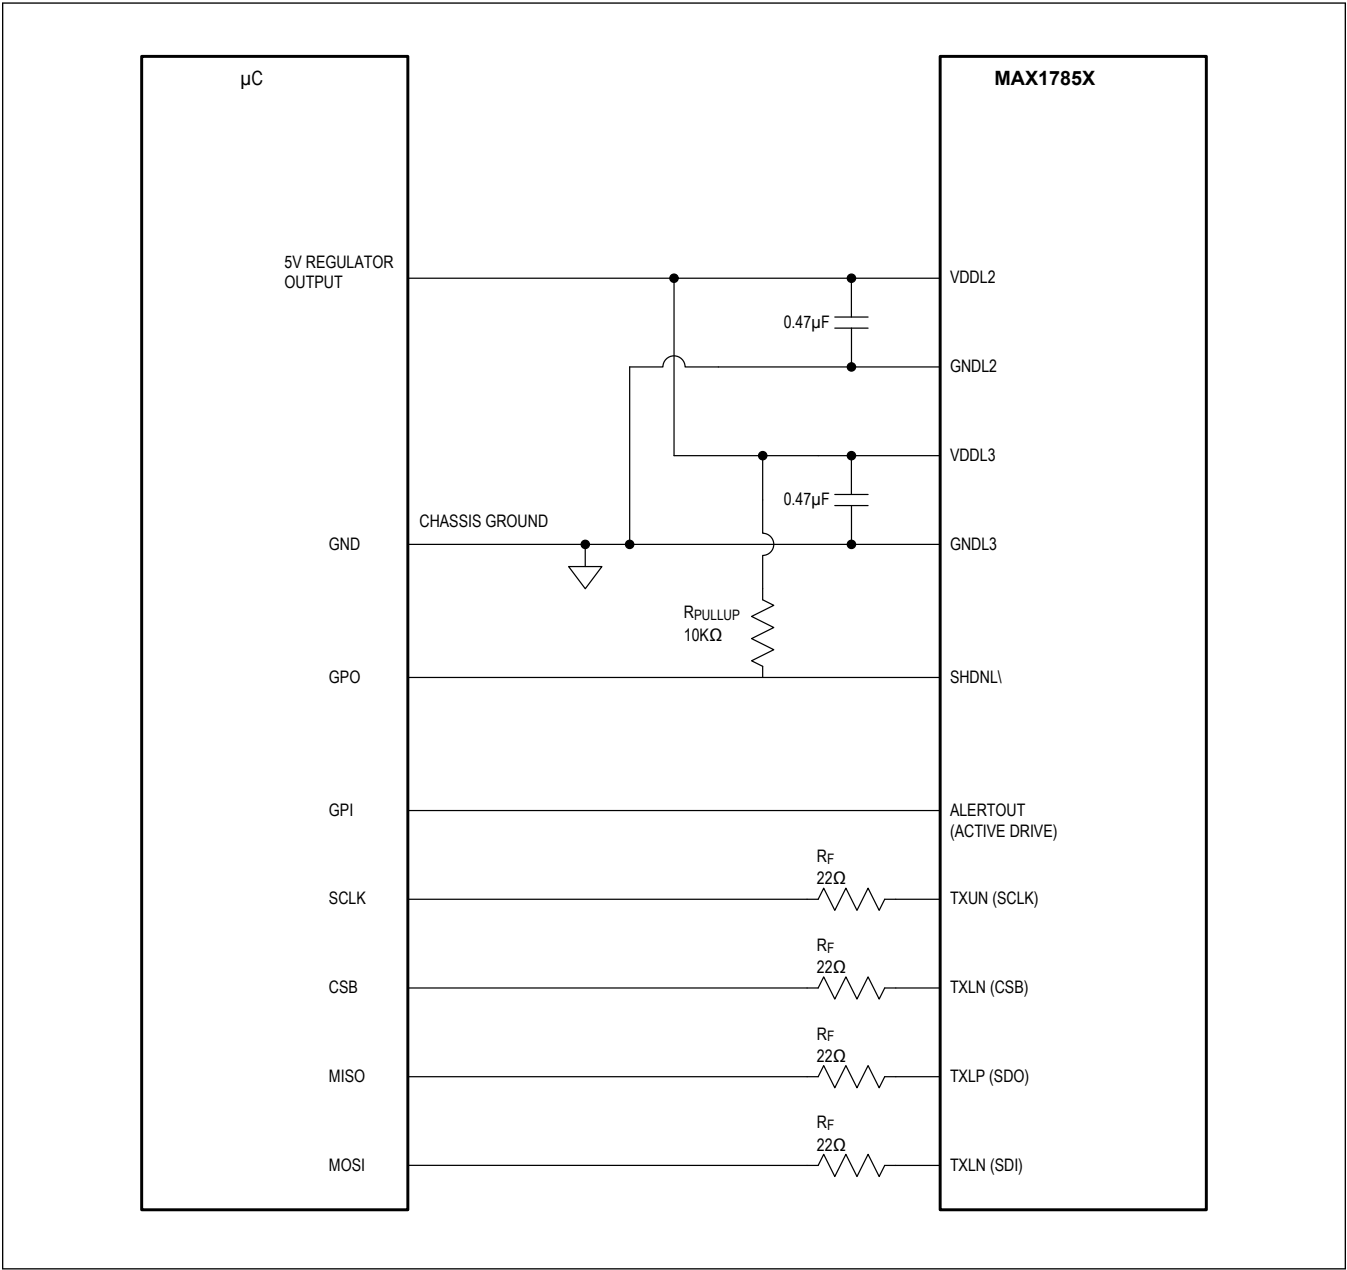 µC
MAX1785X
5V REGULATOR
OUTPUT
VDDL2
0.47µF
GNDL2
VDDL3
0.47µF
CHASSIS GROUND
GND
GNDL3
RPULLUP
10KΩ
GPO
SHDNL\
GPI
ALERTOUT
(ACTIVE DRIVE)
RF
22Ω
SCLK
TXUN (SCLK)
RF
22Ω
CSB
TXLN (CSB)
RF
22Ω
MISO
TXLP (SDO)
RF
22Ω
MOSI
TXLN (SDI)